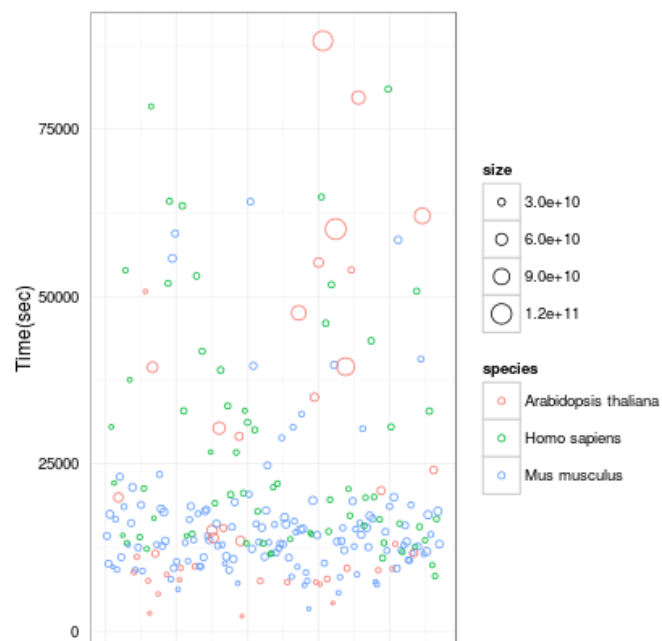 Time(sec)
75000
50000
25000
0
size
3.0e+10
6.0e+10
9.0e+10
1.2e+11
species
Arabidopsis thaliana
Homo sapiens
Mus musculus